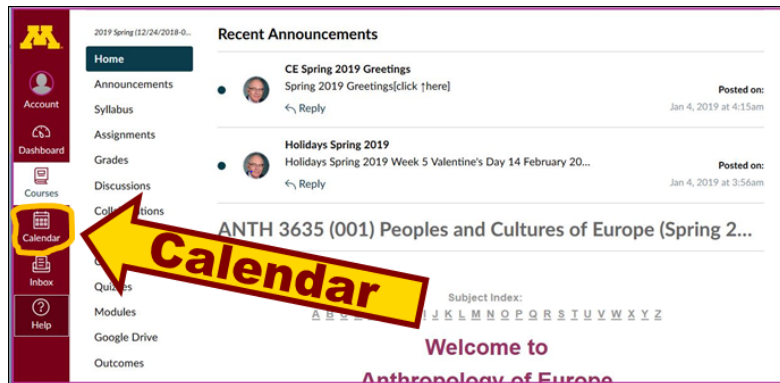 M
Account
Dashboard
Courses
Calendar
Inbox
Help
2019 Spring (12/24/2018-0...
Home
Announcements
Syllabus
Assignments
Grades
Discussions
Quizzes
Modules
Google Drive
Outcomes
Recent Announcements
CE Spring 2019 Greetings
Spring 2019 Greetings[click ↑here]
Reply
Posted on:
Jan 4, 2019 at 4:15am
Holidays Spring 2019
Holidays Spring 2019 Week 5 Valentine's Day 14 February 20...
Reply
Posted on:
Jan 4, 2019 at 3:56am
ANTH 3635 (001) Peoples and Cultures of Europe (Spring 2...
Calendar
Subject Index:
A B I J K L M N O P Q R S T U V W X Y Z
Welcome to
Anthropology of Europe